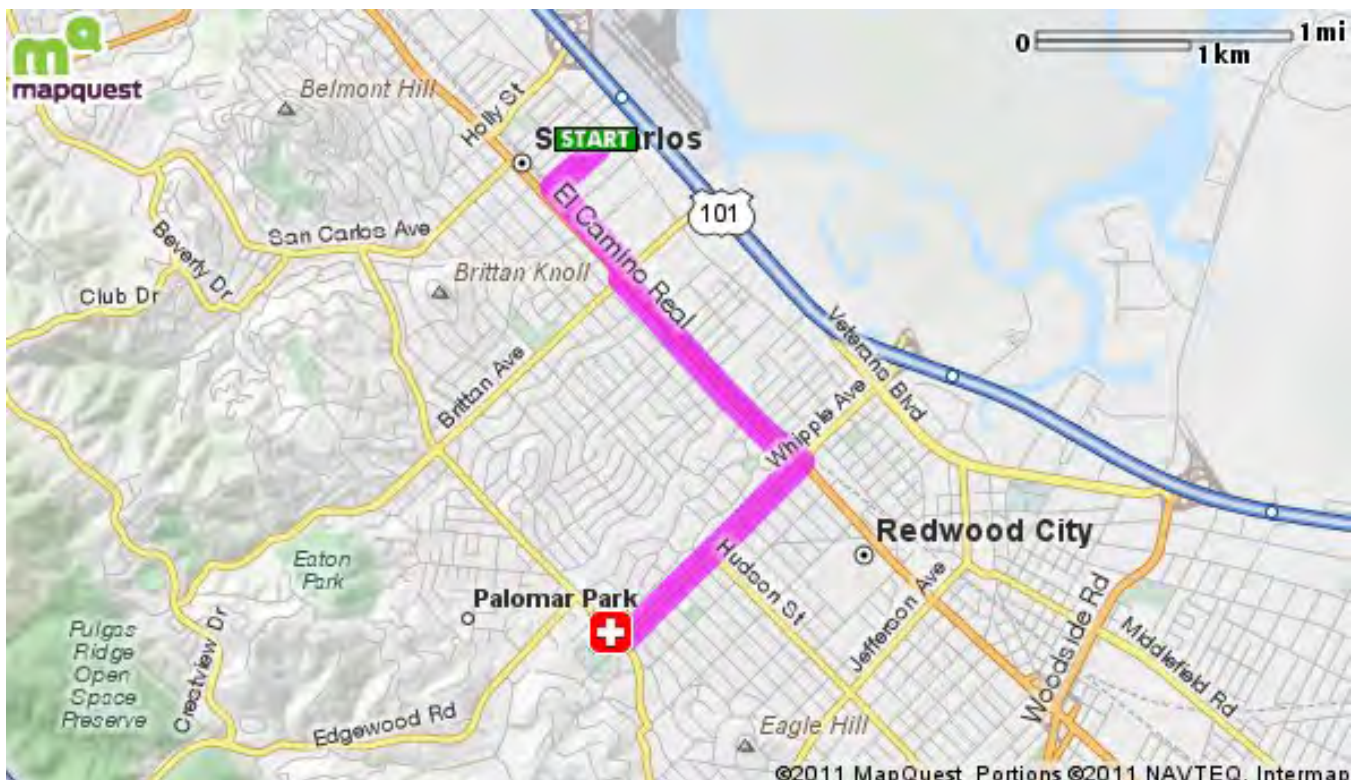 mapquest
0
1 mi
1 km
Belmont Hill
Holly St
START
El Camino Real
101
San Carlos Ave
Beverly Dr
Club Dr
Brittan Knoll
Brittan Ave
Veterans Blvd
Whipple Ave
Redwood City
Eaton
Park
Palomar Park
Hudson St
Jefferson Ave
Woodside Rd
Middlefield Rd
Pulgas
Ridge
Open
Space
Preserve
Crestview Dr
Edgewood Rd
Eagle Hill
©2011 MapQuest Portions ©2011 NAVTEQ, Intermap